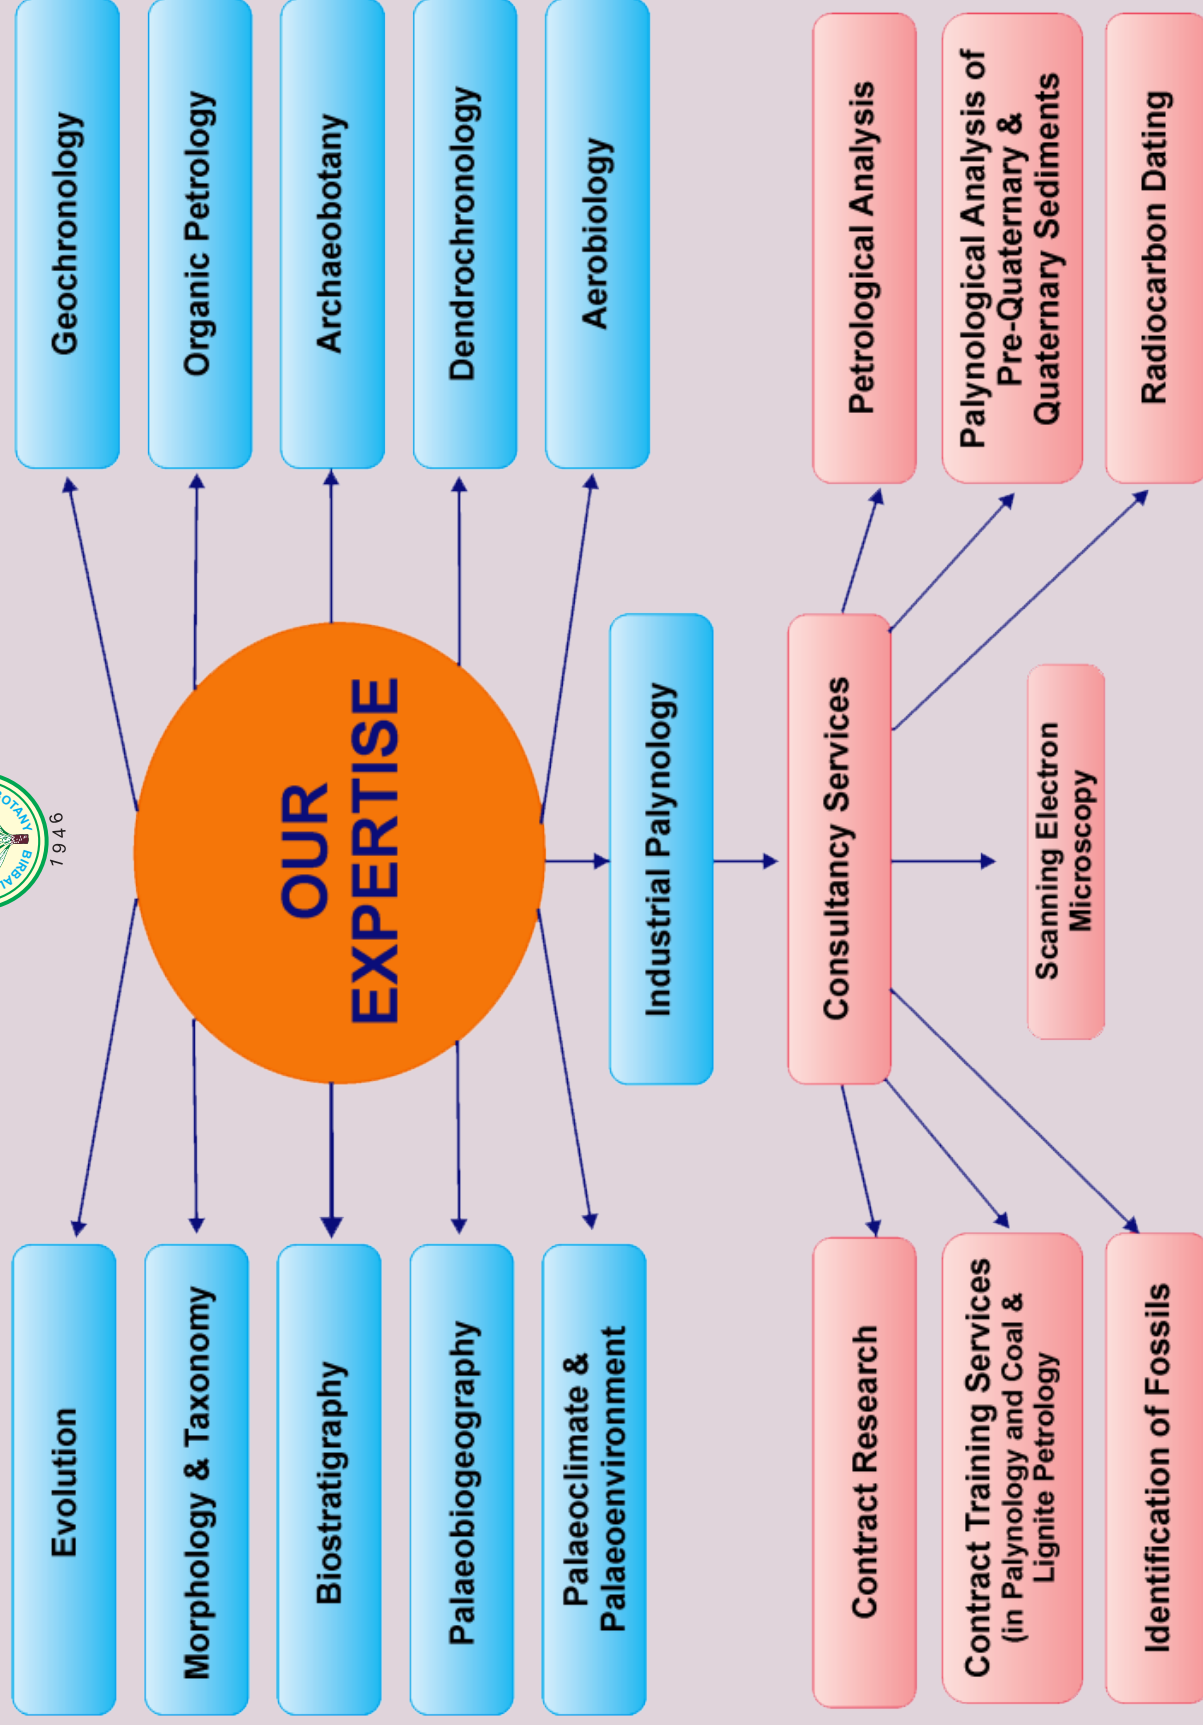 BIRBAL
1946
OUR
EXPERTISE
Evolution
Morphology & Taxonomy
Biostratigraphy
Palaeobiogeography
Palaeoclimate &
Palaeoenvironment
Geochronology
Organic Petrology
Archaeobotany
Dendrochronology
Aerobiology
Industrial Palynology
Consultancy Services
Contract Research
Contract Training Services
(in Palynology and Coal &
Lignite Petrology
Identification of Fossils
Scanning Electron
Microscopy
Petrological Analysis
Palynological Analysis of
Pre-Quaternary &
Quaternary Sediments
Radiocarbon Dating